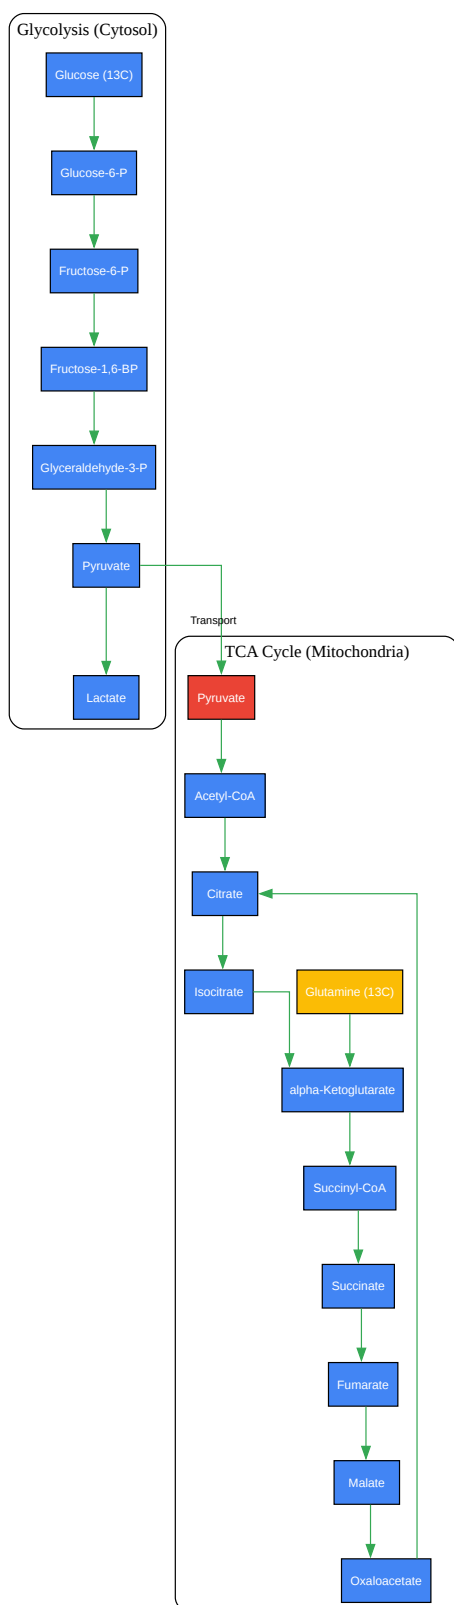 Glycolysis (Cytosol)
Glucose (13C)
Glucose-6-P
Fructose-6-P
Fructose-1,6-BP
Glyceraldehyde-3-P
Pyruvate
Lactate
Transport
TCA Cycle (Mitochondria)
Pyruvate
Acetyl-CoA
Citrate
Isocitrate
Glutamine (13C)
alpha-Ketoglutarate
Succinyl-CoA
Succinate
Fumarate
Malate
Oxaloacetate